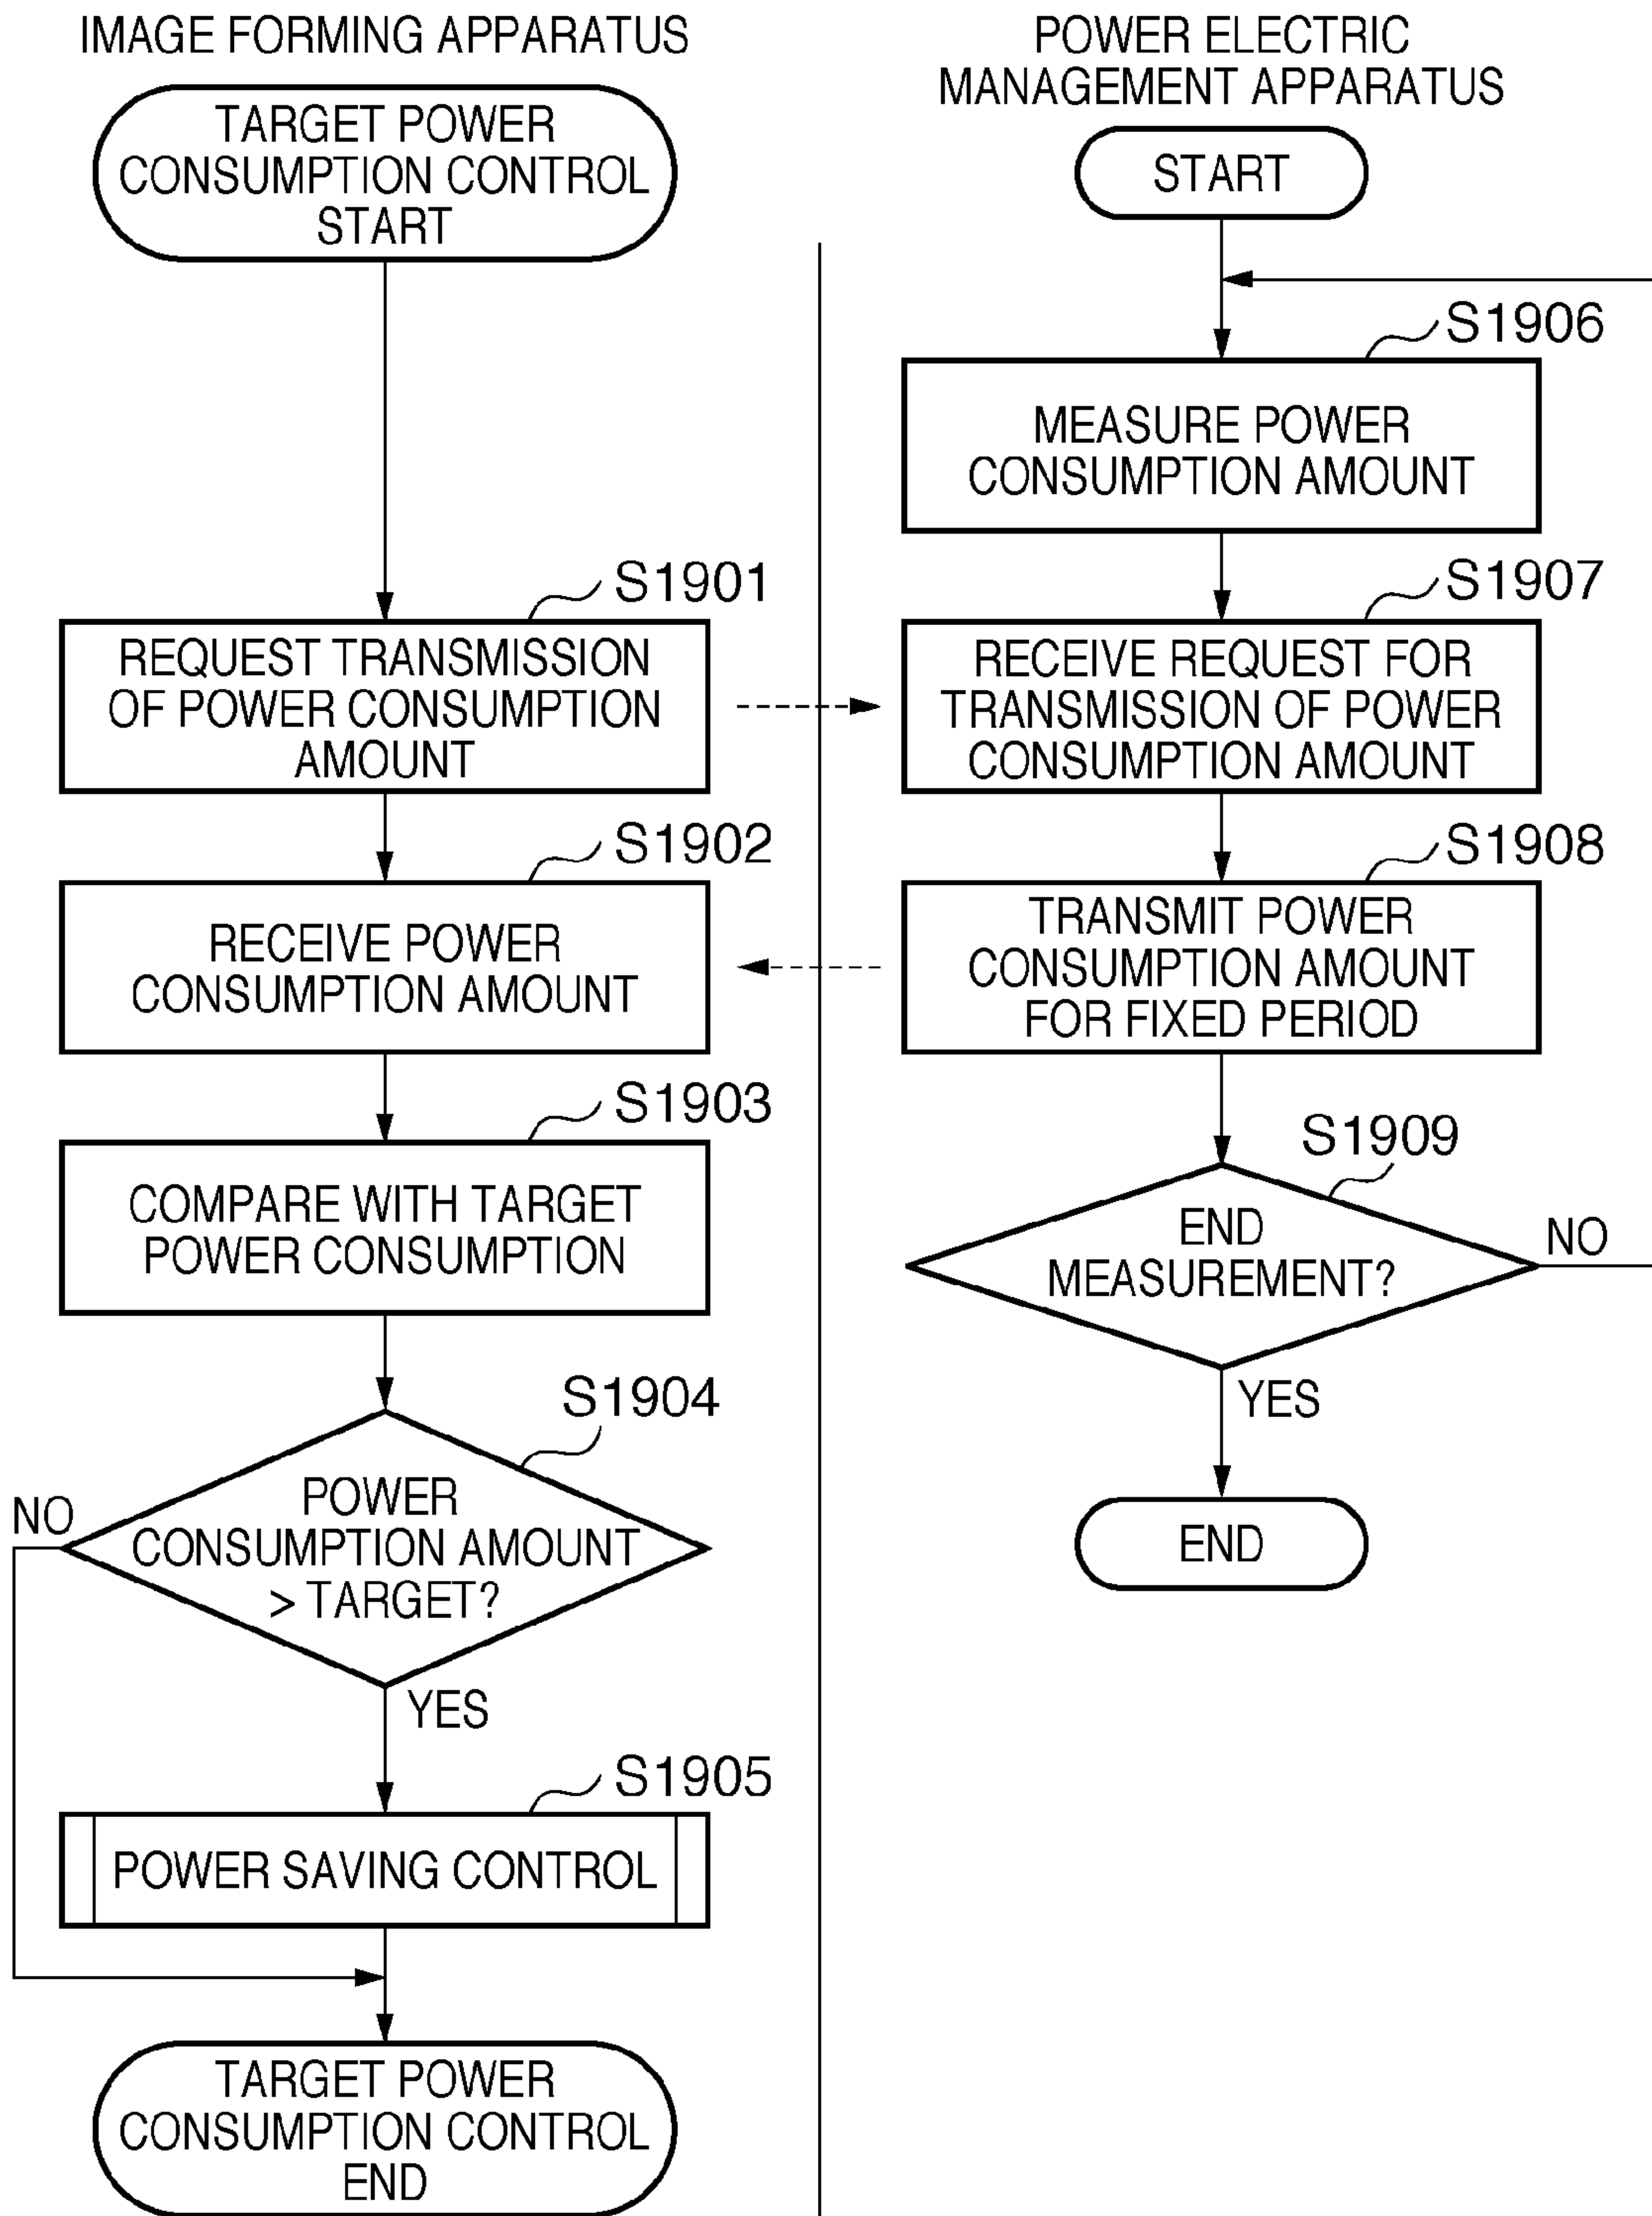 IMAGE FORMING APPARATUS
TARGET POWER
CONSUMPTION CONTROL
START
S1901
REQUEST TRANSMISSION
OF POWER CONSUMPTION
AMOUNT
S1902
RECEIVE POWER
CONSUMPTION AMOUNT
S1903
COMPARE WITH TARGET
POWER CONSUMPTION
S1904
POWER
CONSUMPTION AMOUNT
> TARGET?
NO
YES
S1905
POWER SAVING CONTROL
TARGET POWER
CONSUMPTION CONTROL
END
POWER ELECTRIC
MANAGEMENT APPARATUS
START
S1906
MEASURE POWER
CONSUMPTION AMOUNT
S1907
RECEIVE REQUEST FOR
TRANSMISSION OF POWER
CONSUMPTION AMOUNT
S1908
TRANSMIT POWER
CONSUMPTION AMOUNT
FOR FIXED PERIOD
S1909
END
MEASUREMENT?
NO
YES
END